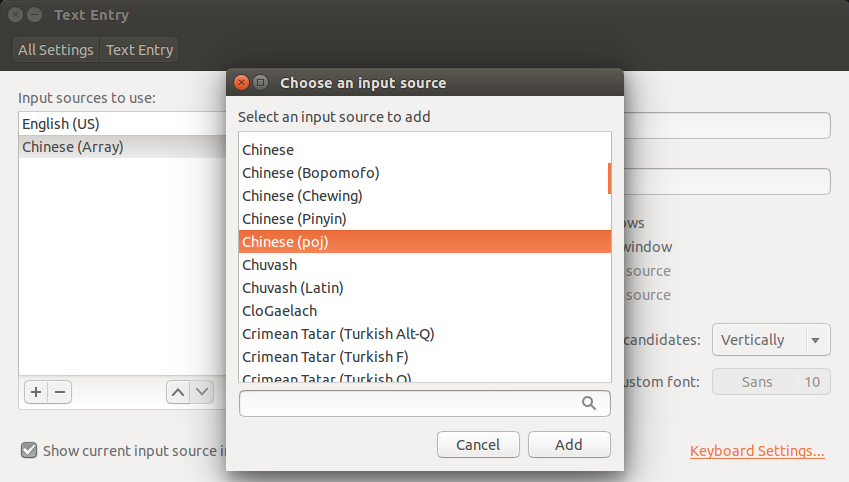 Text Entry
All Settings
Text Entry
Input sources to use:
English (US)
Chinese (Array)
Choose an input source
Select an input source to add
Chinese
Chinese (Bopomofo)
Chinese (Chewing)
Chinese (Pinyin)
Chinese (poj)
Chuvash
Chuvash (Latin)
CloGaelach
Crimean Tatar (Turkish Alt-Q)
Crimean Tatar (Turkish F)
Crimean Tatar (Turkish Q)
Cancel
Add
window
source
source
candidates:
Vertically
font:
Sans
10
Show current input source
Keyboard Settings...